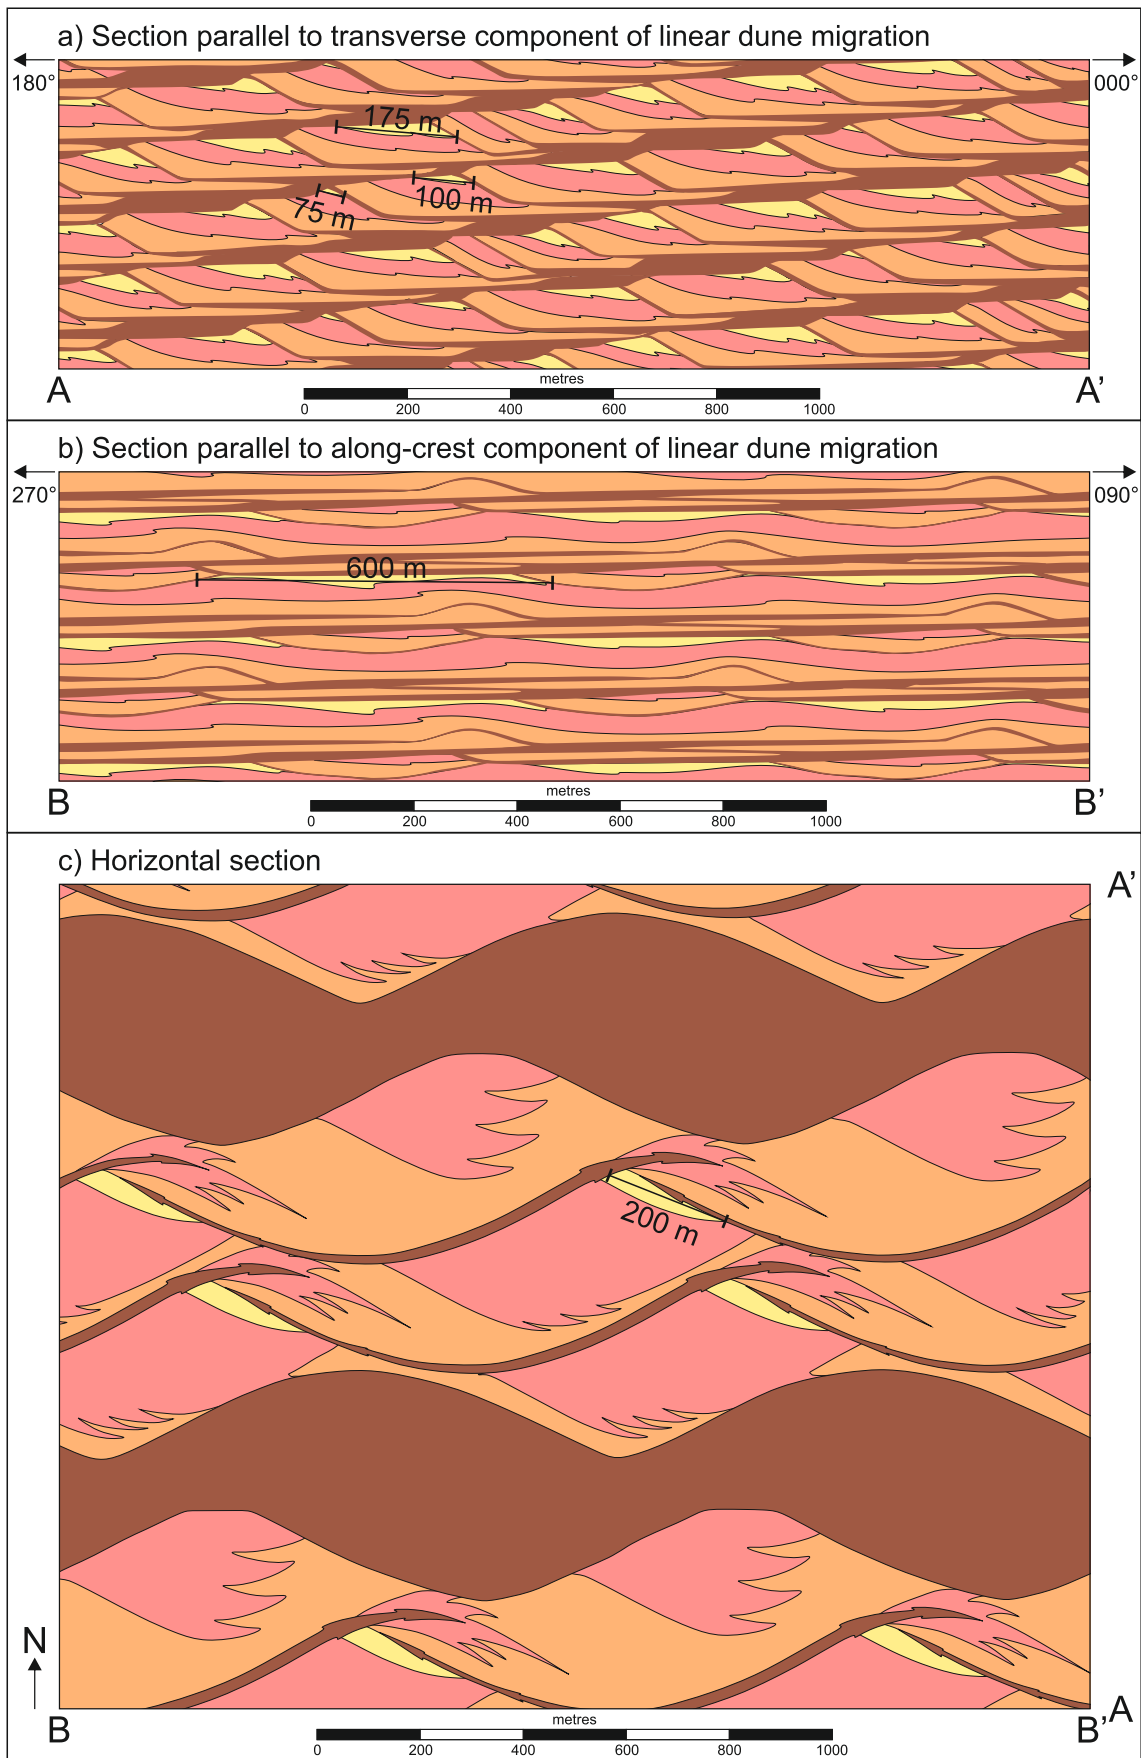 a) Section parallel to transverse component of linear dune migration
180°
000°
175 m
100 m
75 m
A
A'
metres
0 200 400 600 800 1000
b) Section parallel to along-crest component of linear dune migration
270°
090°
600 m
B
B'
metres
0 200 400 600 800 1000
c) Horizontal section
A'
200 m
N
B
B'
A
metres
0 200 400 600 800 1000